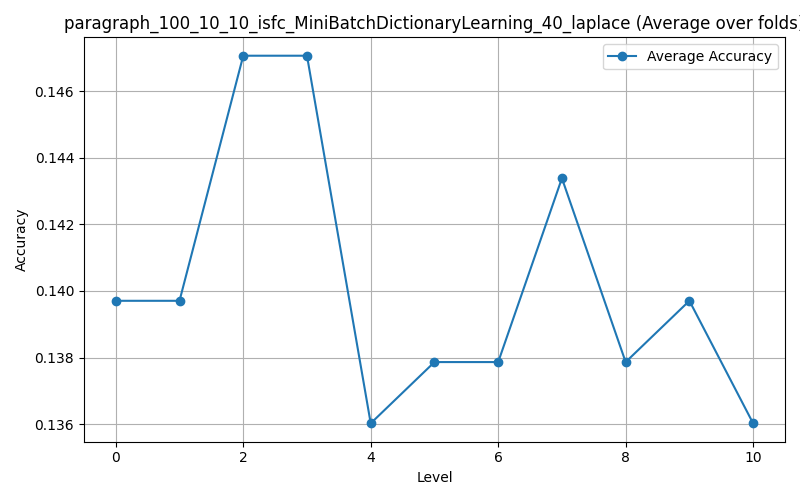 paragraph_100_10_10_isfc_MiniBatchDictionaryLearning_40_laplace (Average over folds)
Average Accuracy
Accuracy
0.146
0.144
0.142
0.140
0.138
0.136
0 2 4 6 8 10
Level